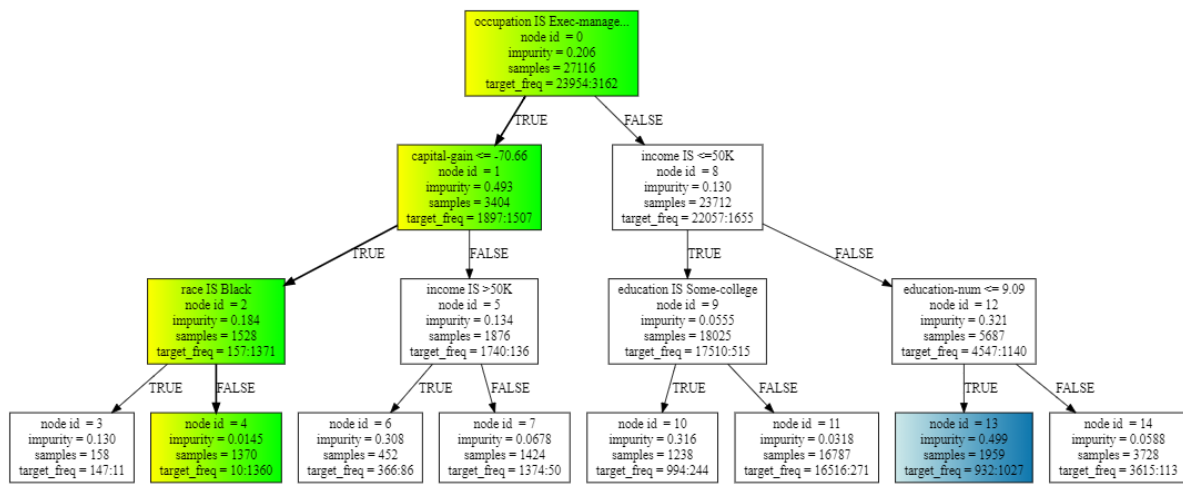 occupation IS Exec-manage...
node id = 0
impurity = 0.206
samples = 27116
target_freq = 23954:3162
TRUE
FALSE
capital-gain <= -70.66
node id = 1
impurity = 0.493
samples = 3404
target_freq = 1897:1507
income IS <=50K
node id = 8
impurity = 0.130
samples = 23712
target_freq = 22057:1655
TRUE
FALSE
TRUE
FALSE
race IS Black
node id = 2
impurity = 0.184
samples = 1528
target_freq = 157:1371
income IS >50K
node id = 5
impurity = 0.134
samples = 1876
target_freq = 1740:136
education IS Some-college
node id = 9
impurity = 0.0555
samples = 18025
target_freq = 17510:515
education-num <= 9.09
node id = 12
impurity = 0.321
samples = 5687
target_freq = 4547:1140
TRUE
FALSE
TRUE
FALSE
TRUE
FALSE
TRUE
FALSE
node id = 3
impurity = 0.130
samples = 158
target_freq = 147:11
node id = 4
impurity = 0.0145
samples = 1370
target_freq = 10:1360
node id = 6
impurity = 0.308
samples = 452
target_freq = 366:86
node id = 7
impurity = 0.0678
samples = 1424
target_freq = 1374:50
node id = 10
impurity = 0.316
samples = 1238
target_freq = 994:244
node id = 11
impurity = 0.0318
samples = 16787
target_freq = 16516:271
node id = 13
impurity = 0.499
samples = 1959
target_freq = 932:1027
node id = 14
impurity = 0.0588
samples = 3728
target_freq = 3615:113